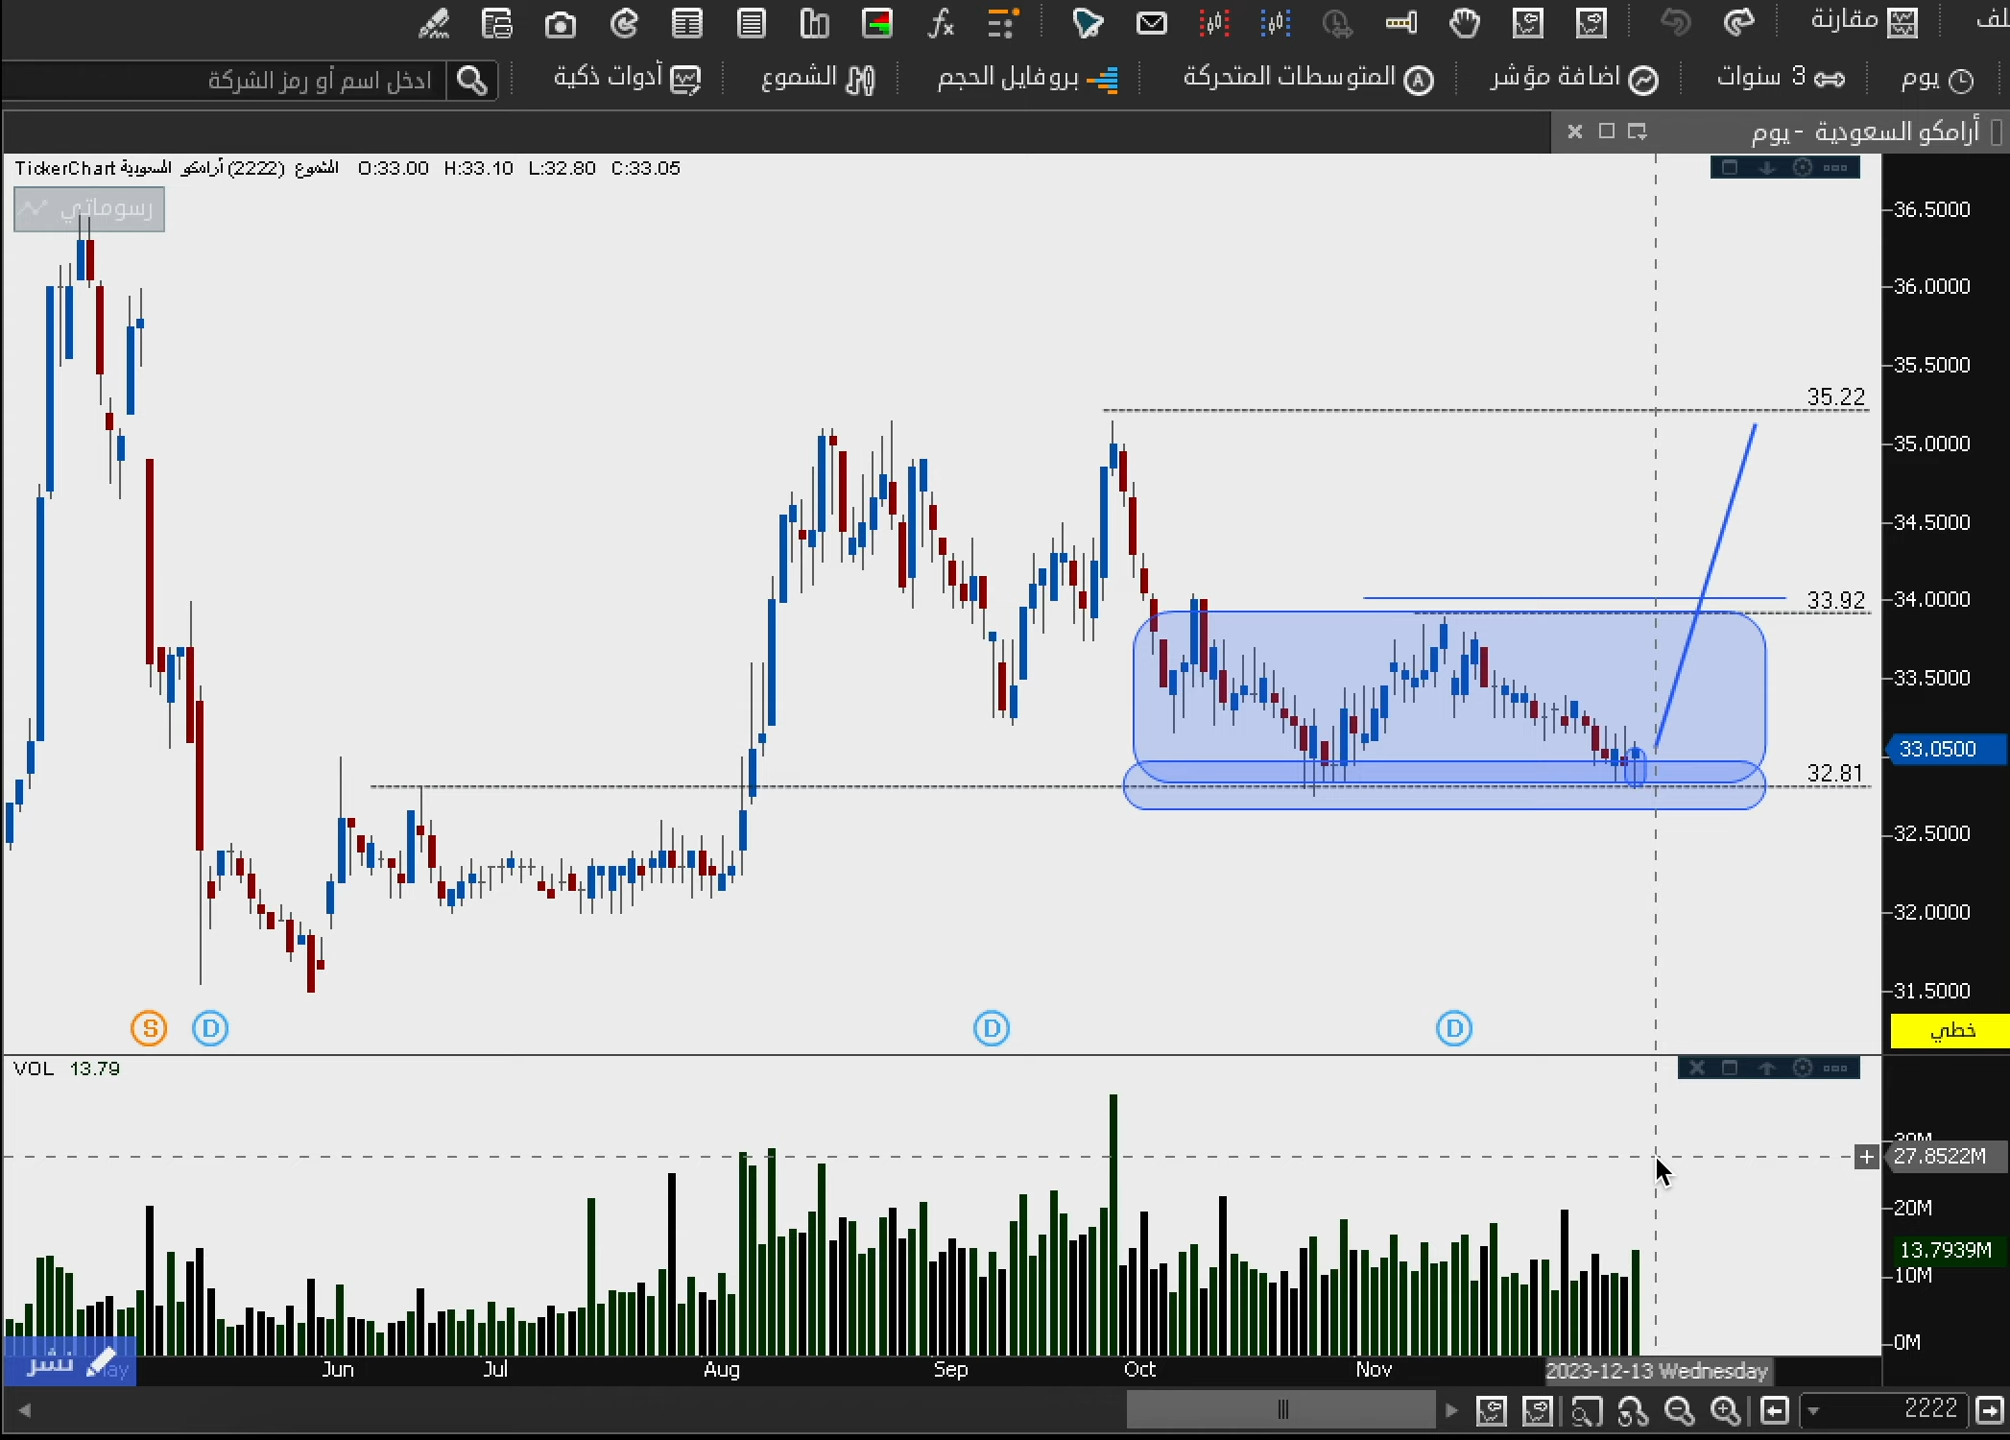 مقارنة
ادخل اسم أو رمز الشركة
أدوات ذكية
الشموع
بروفايل الحجم
المتوسطات المتحركة
اضافة مؤشر
3 سنوات
يوم
أرامكو السعودية - يوم
TickerChart أرامكو السعودية (2222) الشموع O:33.00 H:33.10 L:32.80 C:33.05
رسوماتي
36.5000
36.0000
35.5000
35.22
35.0000
34.5000
33.92
34.0000
33.5000
33.0500
32.81
32.5000
32.0000
31.5000
S D D D
خطي
VOL 13.79
27.8522M
20M
13.7939M
10M
0M
نشر
May Jun Jul Aug Sep Oct Nov 2023-12-13 Wednesday
2222